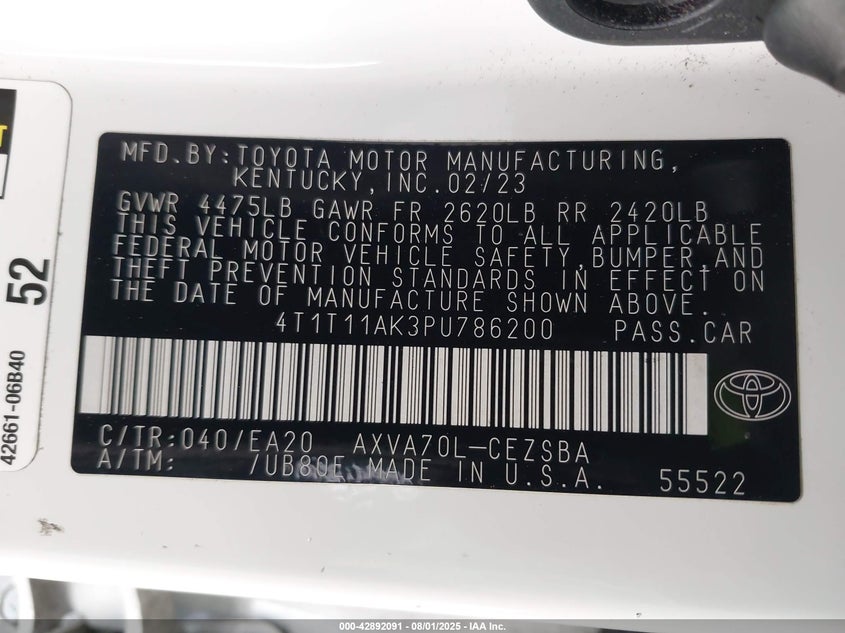 MFD.BY:TOYOTA MOTOR MANUFACTURING,
KENTUCKY,INC.02/23
GVWR 4475LB GAWR FR 2620LB RR 2420LB
THIS VEHICLE CONFORMS TO ALL APPLICABLE
FEDERAL MOTOR VEHICLE SAFETY,BUMPER,AND
THEFT PREVENTION STANDARDS IN EFFECT ON
THE DATE OF MANUFACTURE SHOWN ABOVE.
4T1T11AK3PU786200 PASS.CAR
C/TR:040/EA20 AXVA70L-CEZSBA
A/TM: /UB80E MADE IN U.S.A. 55522
52
42661-06B40
000-42892091 - 08/01/2025 - IAA Inc.